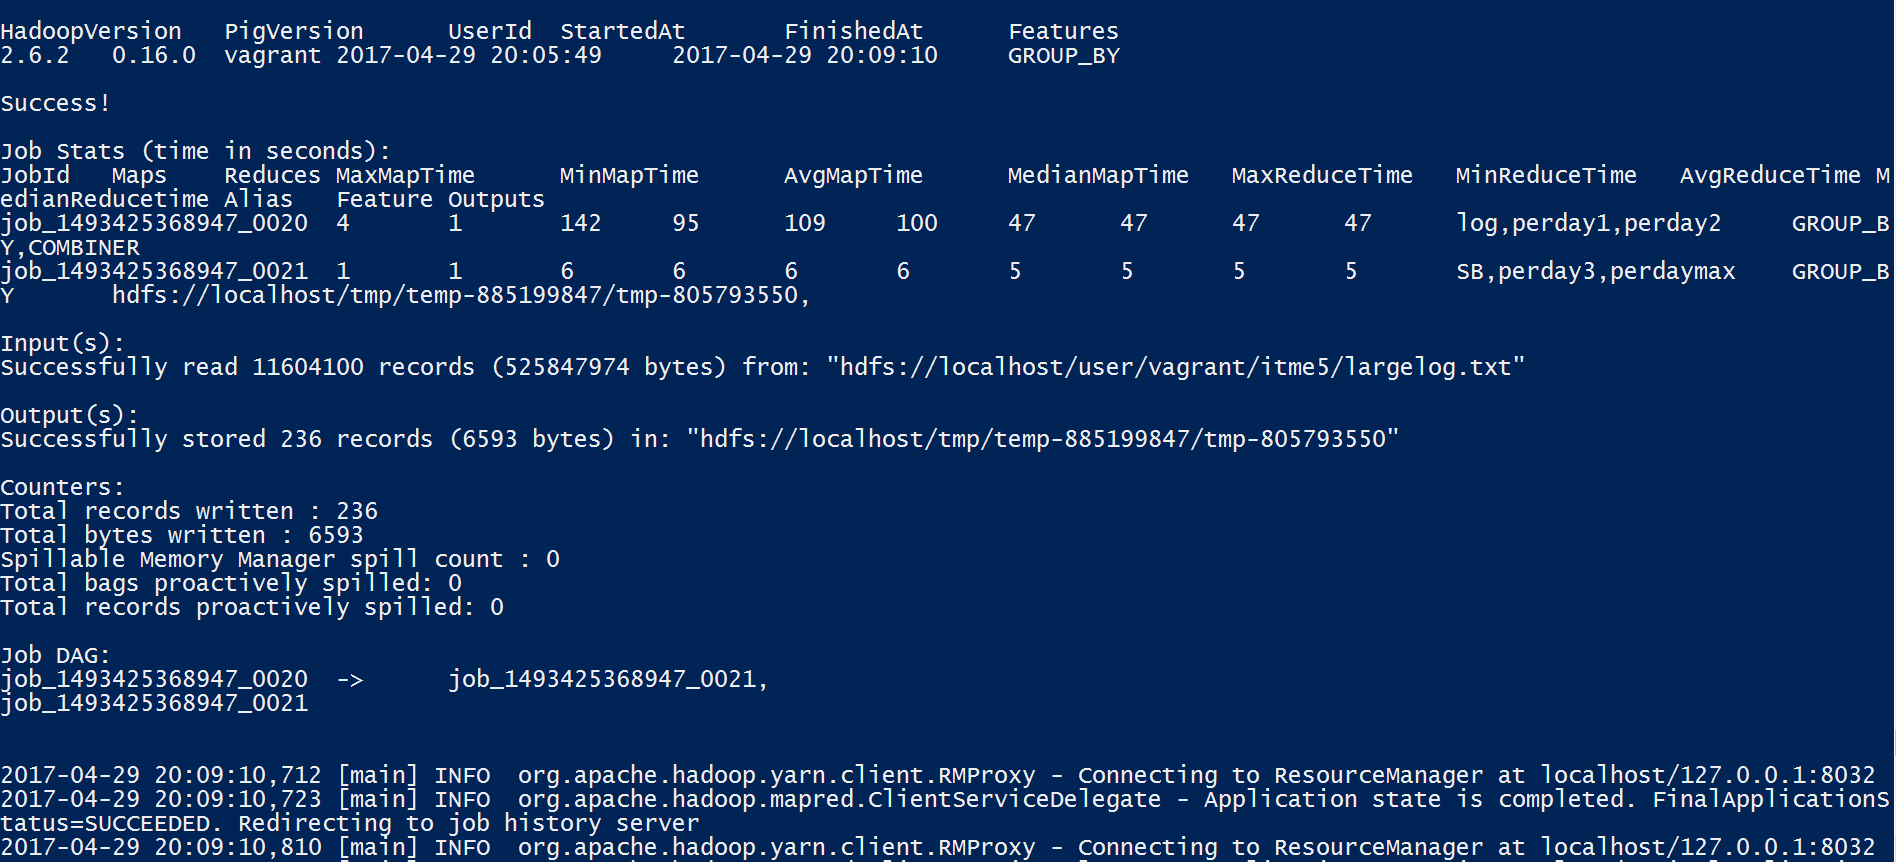 HadoopVersion   PigVersion      UserId  StartedAt       FinishedAt      Features
2.6.2   0.16.0  vagrant 2017-04-29 20:05:49     2017-04-29 20:09:10     GROUP_BY
Success!
Job Stats (time in seconds):
JobId   Maps    Reduces MaxMapTime      MinMapTime      AvgMapTime      MedianMapTime   MaxReduceTime   MinReduceTime   AvgReduceTime M
edianReducetime Alias   Feature Outputs
job_1493425368947_0020  4       1       142     95      109     100     47      47      47      47      log,perday1,perday2     GROUP_B
Y,COMBINER
job_1493425368947_0021  1       1       6       6       6       6       5       5       5       5       SB,perday3,perdaymax    GROUP_B
Y       hdfs://localhost/tmp/temp-885199847/tmp-805793550,
Input(s):
Successfully read 11604100 records (525847974 bytes) from: "hdfs://localhost/user/vagrant/itme5/largelog.txt"
Output(s):
Successfully stored 236 records (6593 bytes) in: "hdfs://localhost/tmp/temp-885199847/tmp-805793550"
Counters:
Total records written : 236
Total bytes written : 6593
Spillable Memory Manager spill count : 0
Total bags proactively spilled: 0
Total records proactively spilled: 0
Job DAG:
job_1493425368947_0020  ->      job_1493425368947_0021,
job_1493425368947_0021
2017-04-29 20:09:10,712 [main] INFO  org.apache.hadoop.yarn.client.RMProxy - Connecting to ResourceManager at localhost/127.0.0.1:8032
2017-04-29 20:09:10,723 [main] INFO  org.apache.hadoop.mapred.ClientServiceDelegate - Application state is completed. FinalApplicationS
tatus=SUCCEEDED. Redirecting to job history server
2017-04-29 20:09:10,810 [main] INFO  org.apache.hadoop.yarn.client.RMProxy - Connecting to ResourceManager at localhost/127.0.0.1:8032